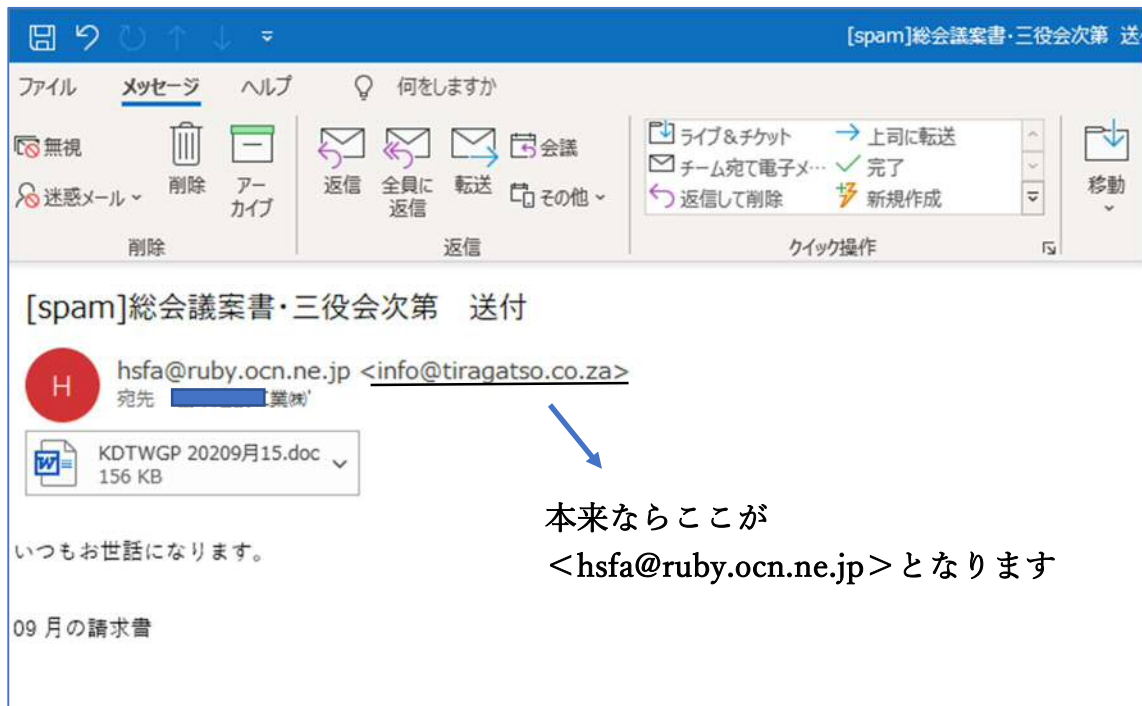 [spam]総会議案書・三役会次第 送
ファイル メッセージ ヘルプ 何をしますか
無視
迷惑メール
削除
アーカイブ
削除
返信
全員に返信
転送
会議
その他
返信
ライブ＆チケット
チーム宛て電子メ…
返信して削除
上司に転送
完了
新規作成
クイック操作
移動
[spam]総会議案書・三役会次第 送付
H
hsfa@ruby.ocn.ne.jp <info@tiragatso.co.za>
宛先 業㈱'
KDTWGP 20209月15.doc
156 KB
本来ならここが
＜hsfa@ruby.ocn.ne.jp＞となります
いつもお世話になります。
09 月の請求書